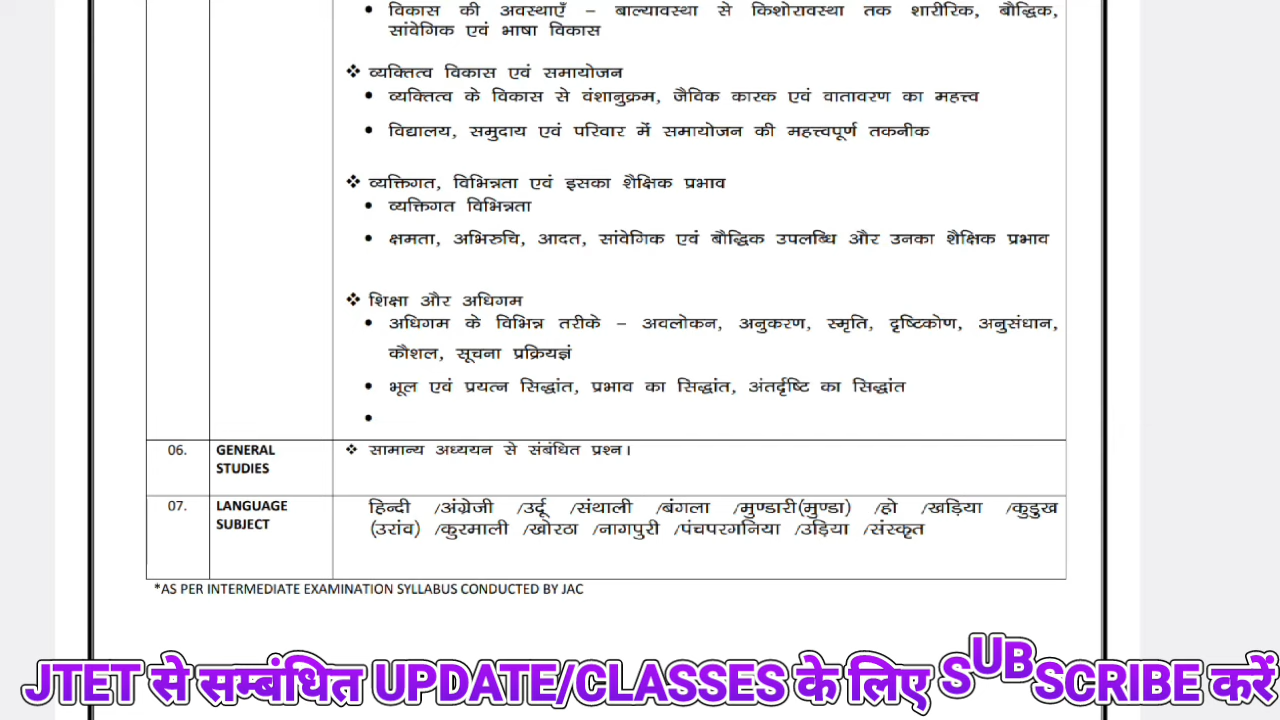 • विकास की अवस्थाएँ – बाल्यावस्था से किशोरावस्था तक शारीरिक, बौद्धिक,
सांवेगिक एवं भाषा विकास
❖ व्यक्तित्व विकास एवं समायोजन
• व्यक्तित्व के विकास से वंशानुक्रम, जैविक कारक एवं वातावरण का महत्त्व
• विद्यालय, समुदाय एवं परिवार में समायोजन की महत्त्वपूर्ण तकनीक
❖ व्यक्तिगत, विभिन्नता एवं इसका शैक्षिक प्रभाव
• व्यक्तिगत विभिन्नता
• क्षमता, अभिरुचि, आदत, सांवेगिक एवं बौद्धिक उपलब्धि और उनका शैक्षिक प्रभाव
❖ शिक्षा और अधिगम
• अधिगम के विभिन्न तरीके – अवलोकन, अनुकरण, स्मृति, दृष्टिकोण, अनुसंधान,
कौशल, सूचना प्रक्रियज्ञं
• भूल एवं प्रयत्न सिद्धांत, प्रभाव का सिद्धांत, अंतर्दृष्टि का सिद्धांत
•
06. GENERAL ❖ सामान्य अध्ययन से संबंधित प्रश्न।
STUDIES
07. LANGUAGE हिन्दी /अंग्रेजी /उर्दू /संथाली /बंगला /मुण्डारी(मुण्डा) /हो /खड़िया /कुडुख
SUBJECT (उरांव) /कुरमाली /खोरठा /नागपुरी /पंचपरगनिया /उड़िया /संस्कृत
*AS PER INTERMEDIATE EXAMINATION SYLLABUS CONDUCTED BY JAC
JTET से सम्बंधित UPDATE/CLASSES के लिए SUBSCRIBE करें